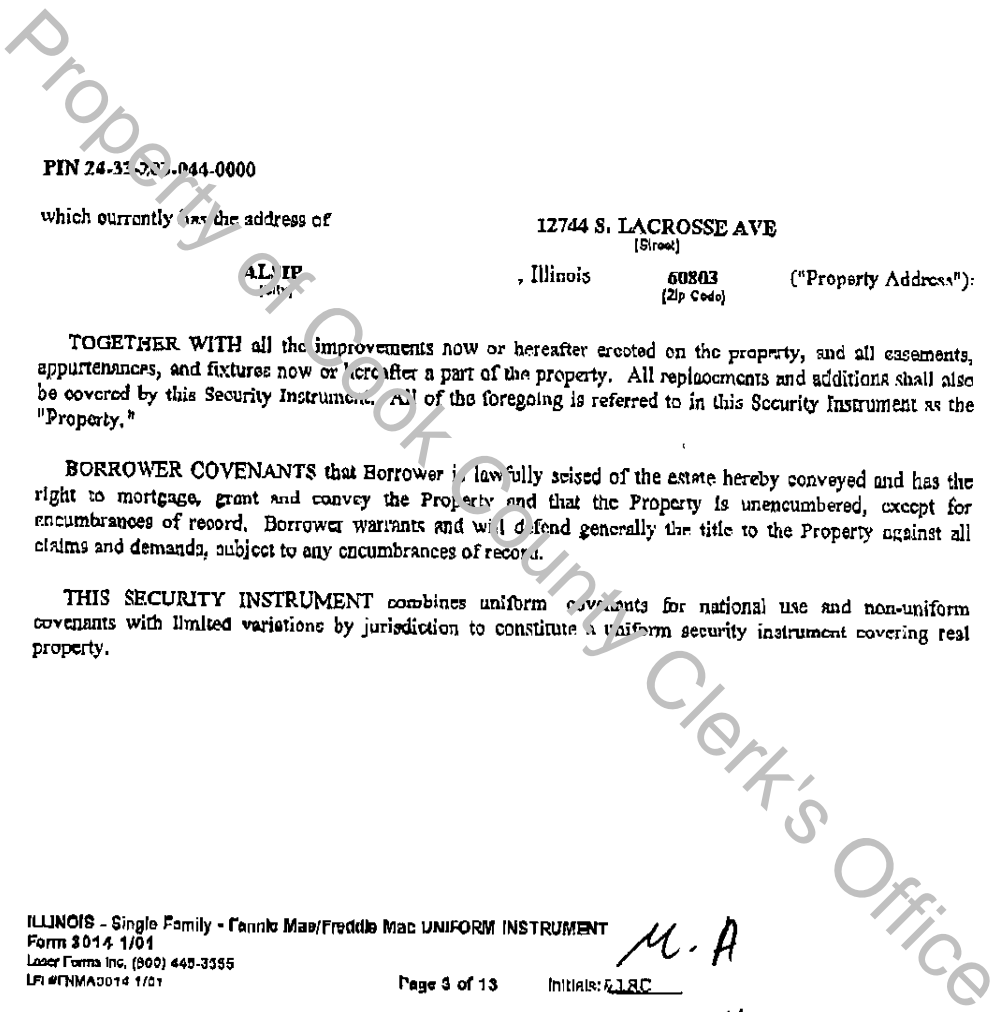 PIN 24-33-    -044-0000
which currently has the address of
12744 S. LACROSSE AVE
[Street]
ALSIP , Illinois 60803 ("Property Address"):
[City] [Zip Code]
TOGETHER WITH all the improvements now or hereafter erected on the property, and all easements,
appurtenances, and fixtures now or hereafter a part of the property. All replacements and additions shall also
be covered by this Security Instrument. All of the foregoing is referred to in this Security Instrument as the
"Property."
BORROWER COVENANTS that Borrower is lawfully seised of the estate hereby conveyed and has the
right to mortgage, grant and convey the Property and that the Property is unencumbered, except for
encumbrances of record. Borrower warrants and will defend generally the title to the Property against all
claims and demands, subject to any encumbrances of record.
THIS SECURITY INSTRUMENT combines uniform covenants for national use and non-uniform
covenants with limited variations by jurisdiction to constitute a uniform security instrument covering real
property.
Property of Cook County Clerk's Office
ILLINOIS - Single Family - Fannie Mae/Freddie Mac UNIFORM INSTRUMENT
Form 3014 1/01
Laser Forms Inc. (800) 446-3555
LFI #FNMA3014 1/01
Page 3 of 13
Initials:
M. A